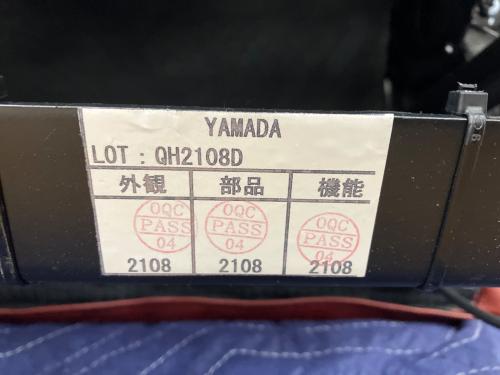 YAMADA
LOT : QH2108D
外観 部品 機能
OQC OQC OQC
PASS PASS PASS
04 04 04
2108 2108 2108